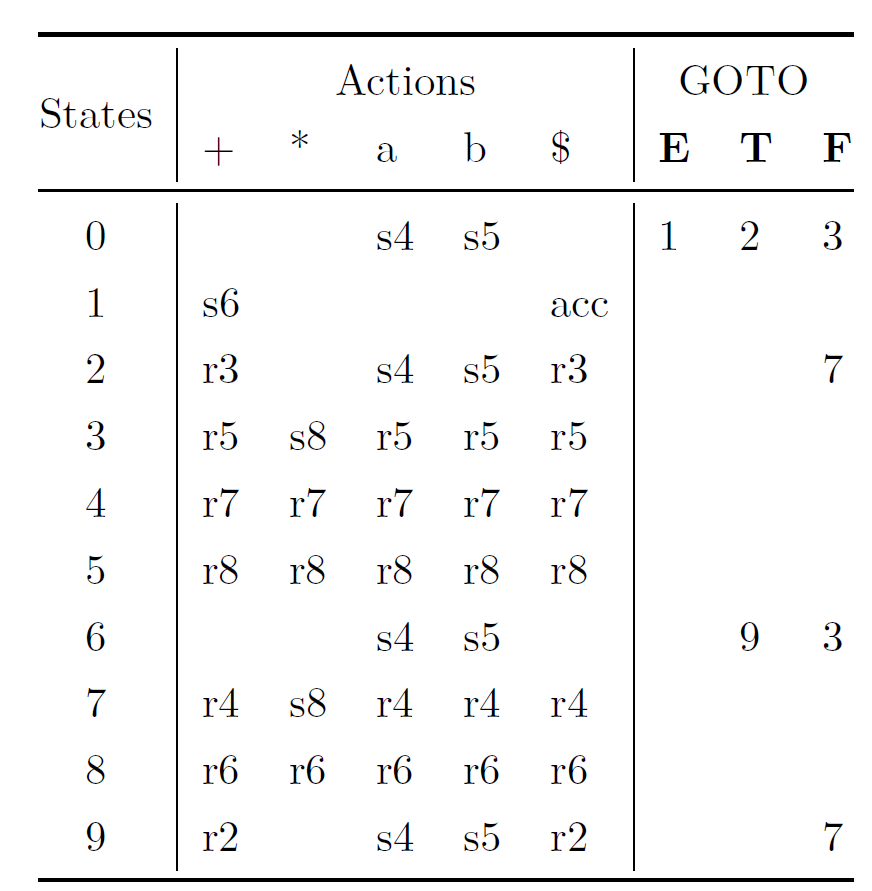 States Actions GOTO
+ * a b $ E T F
0 s4 s5 1 2 3
1 s6 acc
2 r3 s4 s5 r3 7
3 r5 s8 r5 r5 r5
4 r7 r7 r7 r7 r7
5 r8 r8 r8 r8 r8
6 s4 s5 9 3
7 r4 s8 r4 r4 r4
8 r6 r6 r6 r6 r6
9 r2 s4 s5 r2 7